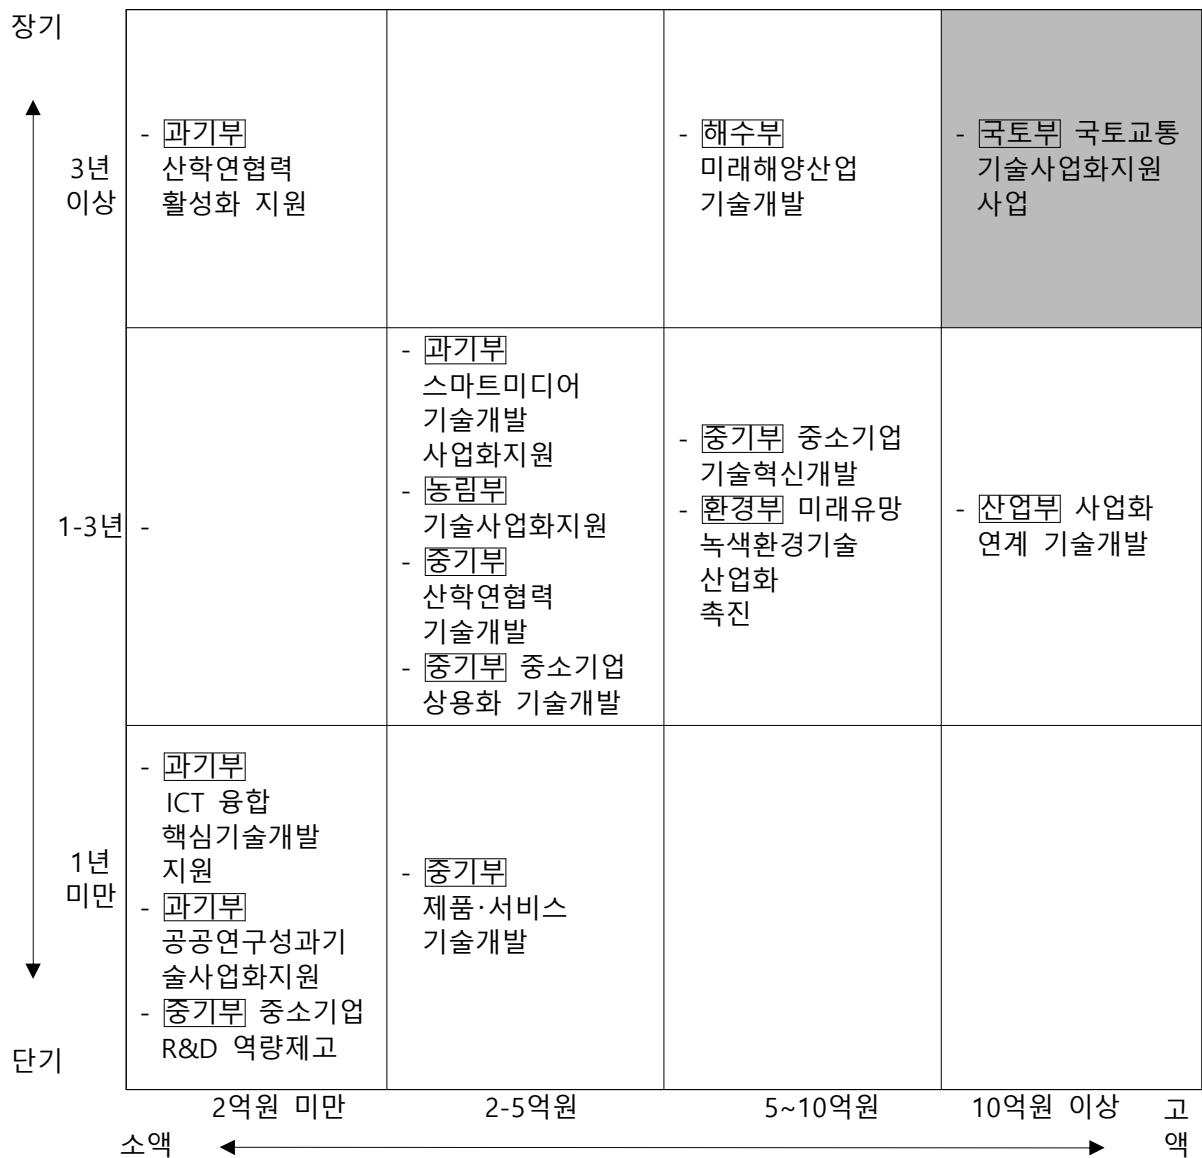 장기
3년
이상
- 과기부
산학연협력
활성화 지원
- 해수부
미래해양산업
기술개발
- 국토부 국토교통
기술사업화지원
사업
1-3년
-
- 과기부
스마트미디어
기술개발
사업화지원
- 농림부
기술사업화지원
- 중기부
산학연협력
기술개발
- 중기부 중소기업
상용화 기술개발
- 중기부 중소기업
기술혁신개발
- 환경부 미래유망
녹색환경기술
산업화
촉진
- 산업부 사업화
연계 기술개발
1년
미만
- 과기부
ICT 융합
핵심기술개발
지원
- 과기부
공공연구성과기
술사업화지원
- 중기부 중소기업
R&D 역량제고
- 중기부
제품·서비스
기술개발
단기
2억원 미만
2-5억원
5~10억원
10억원 이상
소액
고
액